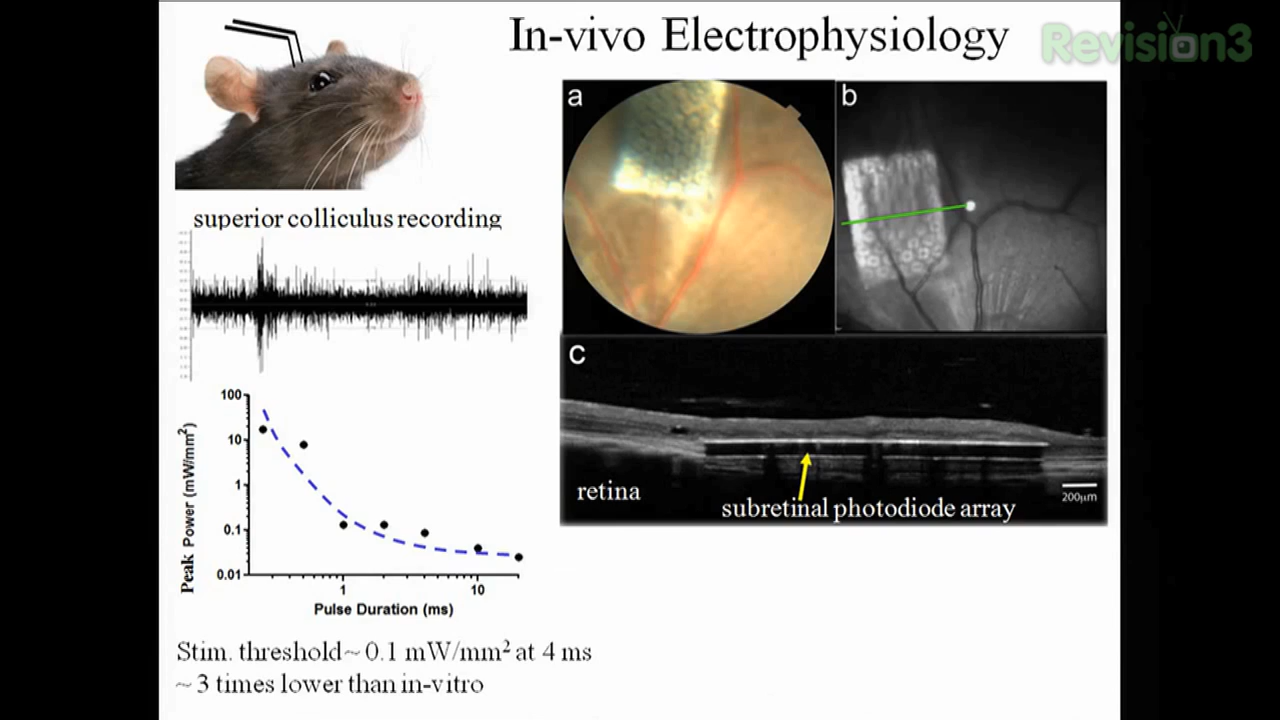 In-vivo Electrophysiology
Revision3
superior colliculus recording
100
10
1
0.1
0.01
Peak Power (mW/mm²)
1
10
Pulse Duration (ms)
Stim. threshold~ 0.1 mW/mm² at 4 ms
~ 3 times lower than in-vitro
a
b
c
retina
subretinal photodiode array
200µm